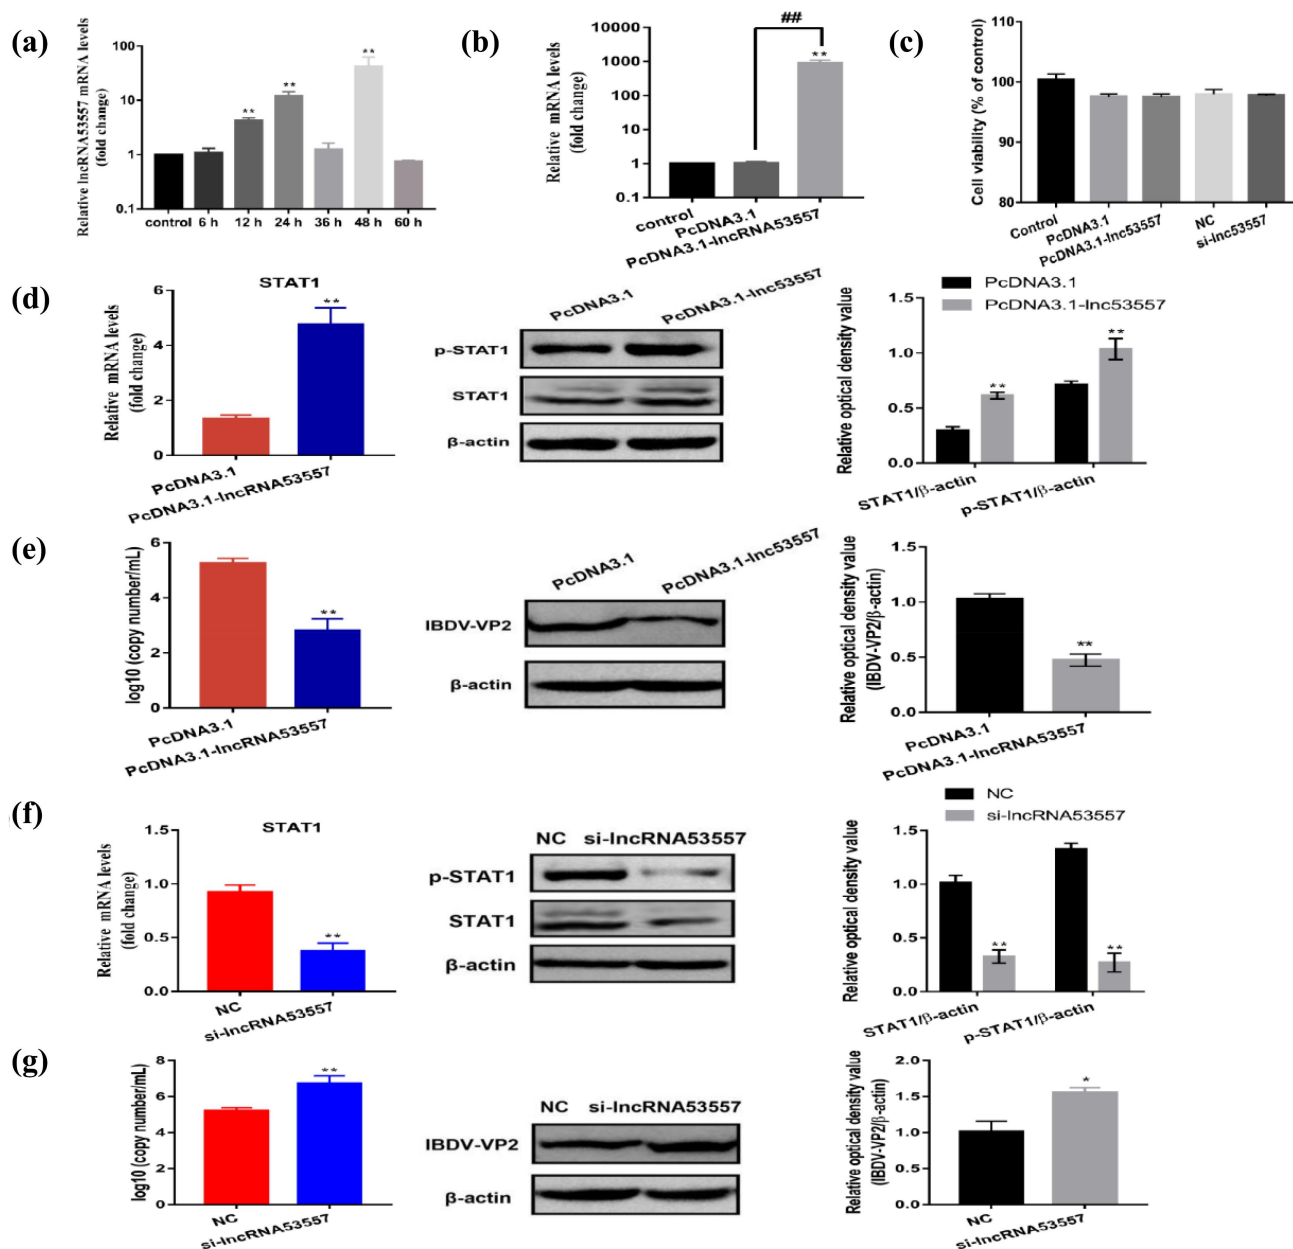 (a)
Relative lncRNA53557 mRNA levels
(fold change)
100
10
1
0.1
**
**
**
control 6 h 12 h 24 h 36 h 48 h 60 h
(b)
Relative mRNA levels
(fold change)
10000
1000
100
10
1
0.1
##
**
control
PcDNA3.1
PcDNA3.1-lncRNA53557
(c)
Cell viability (% of control)
110
100
90
80
Control
PcDNA3.1
PcDNA3.1-lnc53557
NC
si-lnc53557
(d)
STAT1
Relative mRNA levels
(fold change)
6
4
2
0
**
PcDNA3.1
PcDNA3.1-lncRNA53557
PcDNA3.1
PcDNA3.1-lnc53557
p-STAT1
STAT1
β-actin
PcDNA3.1
PcDNA3.1-lnc53557
Relative optical density value
1.5
1.0
0.5
0.0
**
**
STAT1/β-actin
p-STAT1/β-actin
(e)
log10 (copy number/mL)
6
4
2
0
**
PcDNA3.1
PcDNA3.1-lncRNA53557
PcDNA3.1
PcDNA3.1-lnc53557
IBDV-VP2
β-actin
Relative optical density value
(IBDV-VP2/β-actin)
1.5
1.0
0.5
0.0
**
PcDNA3.1
PcDNA3.1-lncRNA53557
(f)
STAT1
Relative mRNA levels
(fold change)
1.5
1.0
0.5
0.0
**
NC
si-lncRNA53557
NC si-lncRNA53557
p-STAT1
STAT1
β-actin
NC
si-lncRNA53557
Relative optical density value
1.5
1.0
0.5
0.0
**
**
STAT1/β-actin
p-STAT1/β-actin
(g)
log10 (copy number/mL)
8
6
4
2
0
**
NC
si-lncRNA53557
NC si-lncRNA53557
IBDV-VP2
β-actin
Relative optical density value
(IBDV-VP2/β-actin)
2.0
1.5
1.0
0.5
0.0
*
NC
si-lncRNA53557